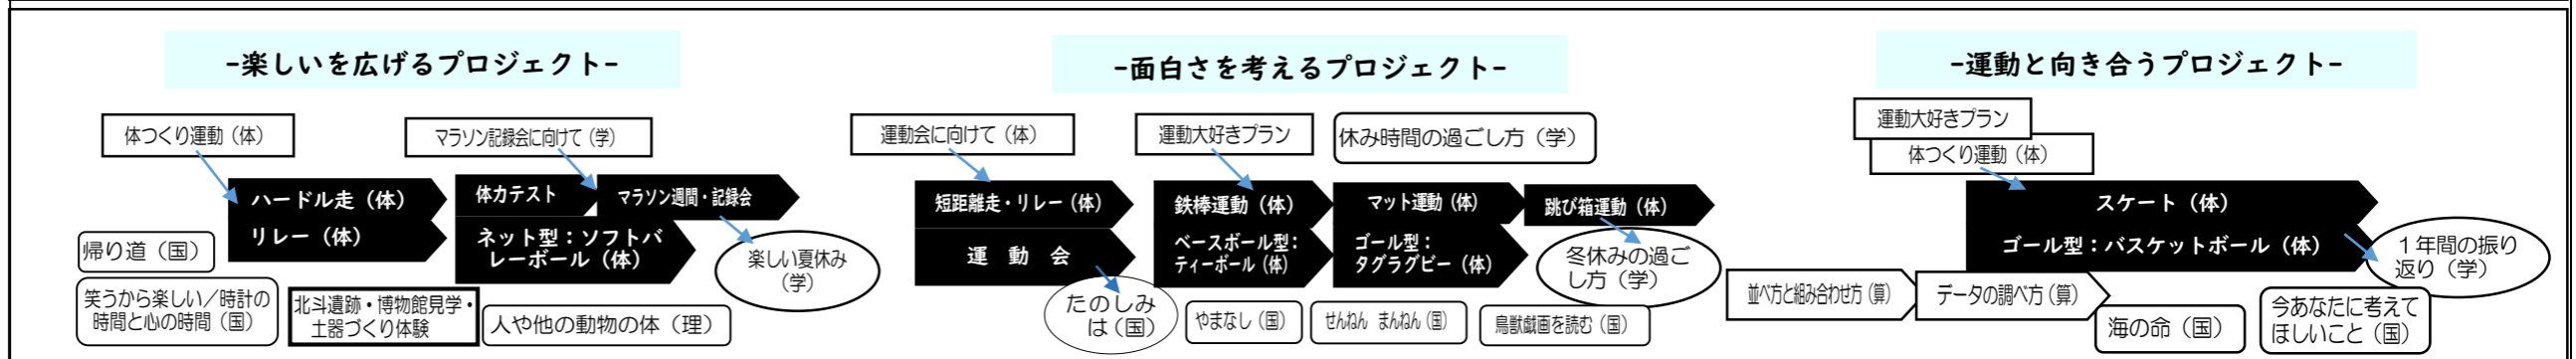 -楽しいを広げるプロジェクト-
体つくり運動（体）
マラソン記録会に向けて（学）
ハードル走（体）
リレー（体）
体力テスト
マラソン週間・記録会
ネット型：ソフトバ
レーボール（体）
楽しい夏休み
（学）
帰り道（国）
笑うから楽しい／時計の
時間と心の時間（国）
北斗遺跡・博物館見学・
土器づくり体験
人や他の動物の体（理）
-面白さを考えるプロジェクト-
運動会に向けて（体）
運動大好きプラン
休み時間の過ごし方（学）
短距離走・リレー（体）
運　動　会
鉄棒運動（体）
ベースボール型：
ティーボール（体）
マット運動（体）
ゴール型：
タグラグビー（体）
跳び箱運動（体）
冬休みの過ご
し方（学）
たのしみ
は（国）
やまなし（国）
せんねん　まんねん（国）
鳥獣戯画を読む（国）
-運動と向き合うプロジェクト-
運動大好きプラン
体つくり運動（体）
スケート（体）
ゴール型：バスケットボール（体）
１年間の振り
返り（学）
並べ方と組み合わせ方（算）
データの調べ方（算）
海の命（国）
今あなたに考えて
ほしいこと（国）